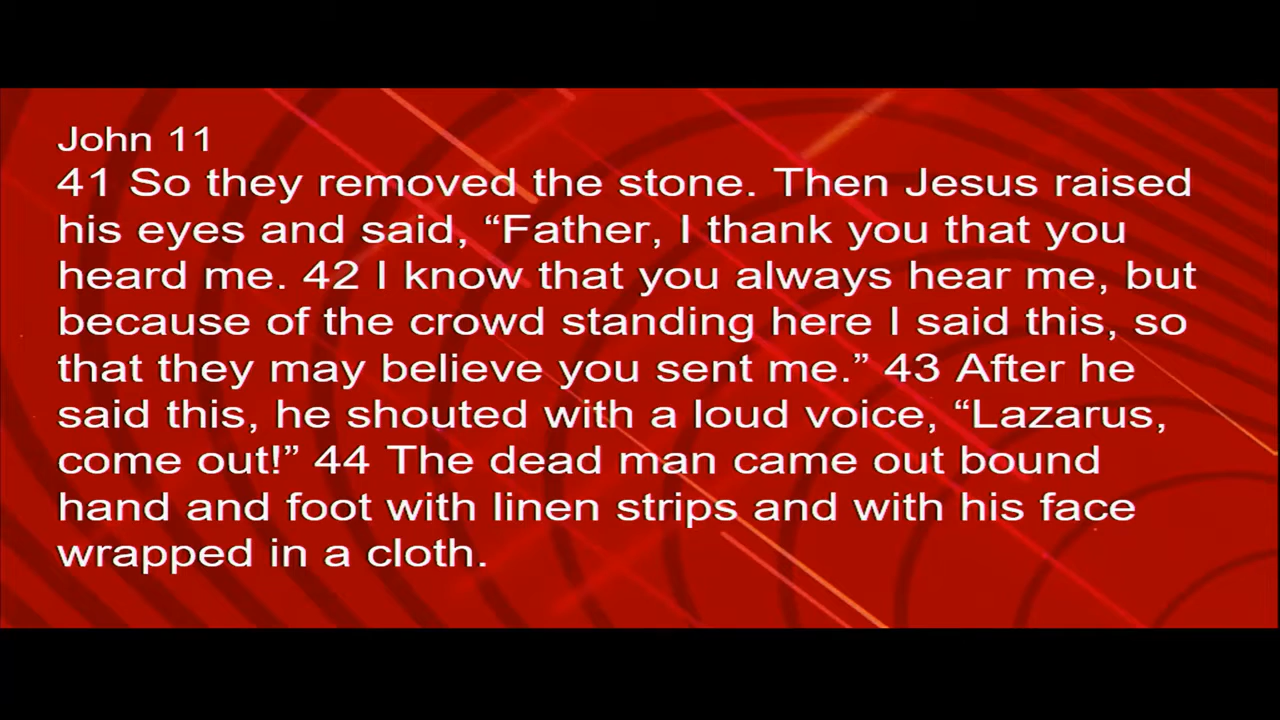 John 11
41 So they removed the stone. Then Jesus raised
his eyes and said, “Father, I thank you that you
heard me. 42 I know that you always hear me, but
because of the crowd standing here I said this, so
that they may believe you sent me.” 43 After he
said this, he shouted with a loud voice, “Lazarus,
come out!” 44 The dead man came out bound
hand and foot with linen strips and with his face
wrapped in a cloth.